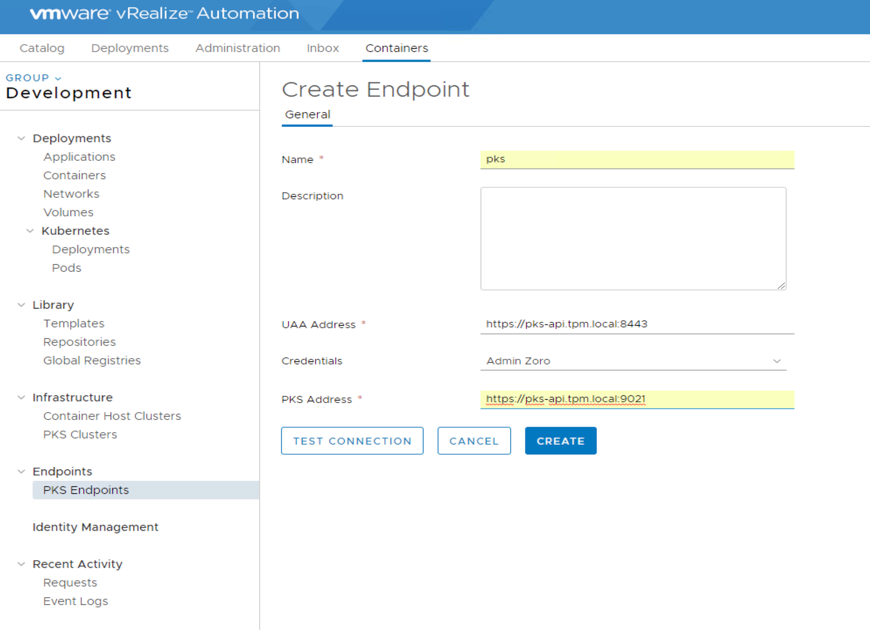 vmware® vRealize™ Automation
Catalog Deployments Administration Inbox Containers
GROUP
Development
Deployments
Applications
Containers
Networks
Volumes
Kubernetes
Deployments
Pods
Library
Templates
Repositories
Global Registries
Infrastructure
Container Host Clusters
PKS Clusters
Endpoints
PKS Endpoints
Identity Management
Recent Activity
Requests
Event Logs
Create Endpoint
General
Name * pks
Description
UAA Address * https://pks-api.tpm.local:8443
Credentials Admin Zoro
PKS Address * https://pks-api.tpm.local:9021
TEST CONNECTION CANCEL CREATE